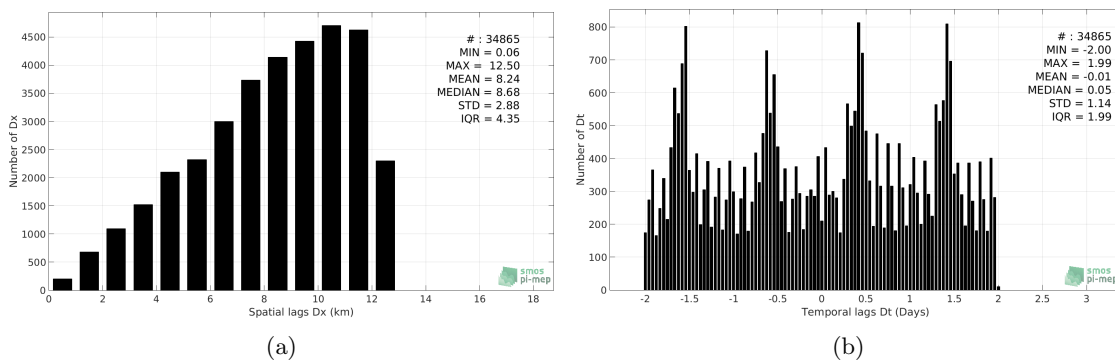 4500
4000
3500
3000
2500
2000
1500
1000
500
0
Number of Dx
# : 34865
MIN = 0.06
MAX = 12.50
MEAN = 8.24
MEDIAN = 8.68
STD = 2.88
IQR = 4.35
smos
pi-mep
0 2 4 6 8 10 12 14 16 18
Spatial lags Dx (km)
(a)
800
700
600
500
400
300
200
100
0
Number of Dt
# : 34865
MIN = -2.00
MAX = 1.99
MEAN = -0.01
MEDIAN = 0.05
STD = 1.14
IQR = 1.99
smos
pi-mep
-2 -1.5 -1 -0.5 0 0.5 1 1.5 2 2.5 3
Temporal lags Dt (Days)
(b)